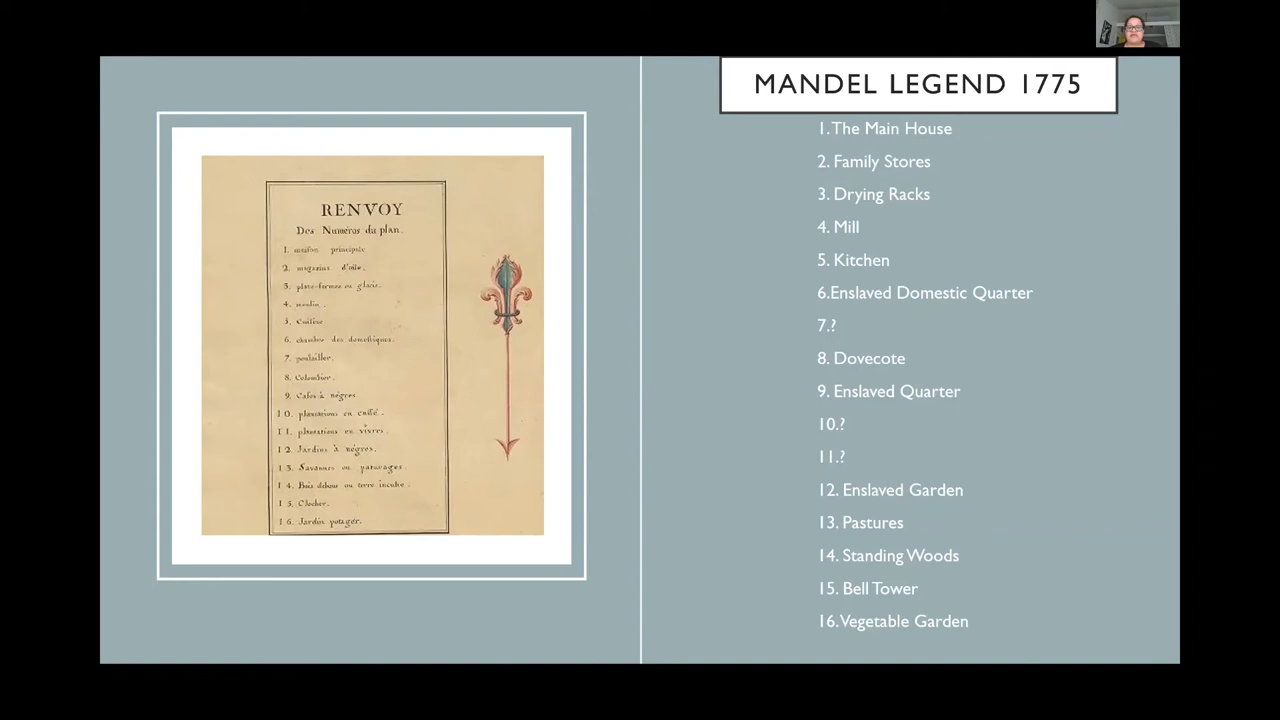 RENVOY
Des Numéros du plan.
1. maison principale
2. magasins d'aile.
3. plate-formes ou glacis.
4. moulin.
5. Cuisine
6. chambre des domestiques.
7. poulailler.
8. Colombier.
9. Cases à négres.
10. plantations en caffé.
11. plantations en vivres.
12. Jardins à négres.
13. Savannes ou paturages.
14. Bois debout ou terre inculte.
15. Clocher.
16. Jardin potager.
MANDEL LEGEND 1775
1. The Main House
2. Family Stores
3. Drying Racks
4. Mill
5. Kitchen
6.Enslaved Domestic Quarter
7.?
8. Dovecote
9. Enslaved Quarter
10.?
11.?
12. Enslaved Garden
13. Pastures
14. Standing Woods
15. Bell Tower
16. Vegetable Garden